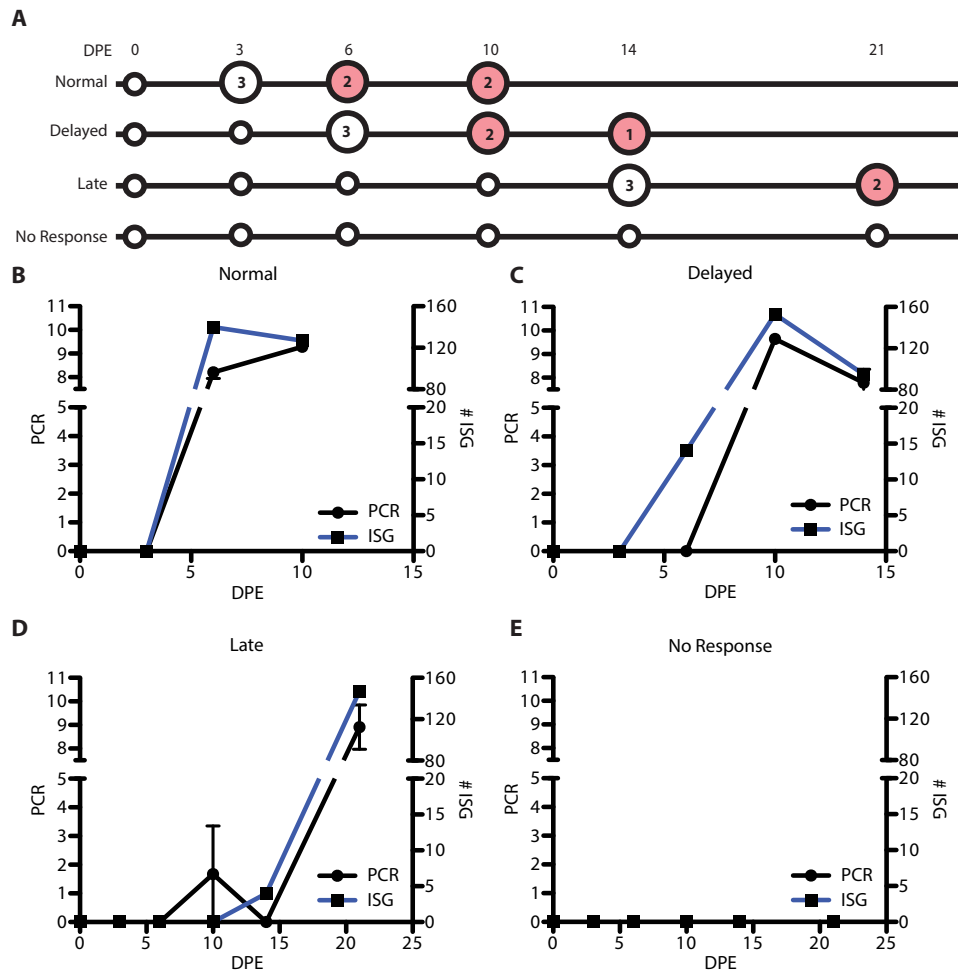 A
DPE 0 3 6 10 14 21
Normal 3 2 2
Delayed 3 2 1
Late 3 2
No Response
B Normal
11 160
10
9 120
8
80
5 20
4 15
3
10
2
1 5
0 0
PCR
# ISG
PCR
ISG
0 5 10 15
DPE
C Delayed
11 160
10
9 120
8
80
5 20
4 15
3
10
2
1 5
0 0
PCR
# ISG
PCR
ISG
0 5 10 15
DPE
D Late
11 160
10
120
9
8
80
5 20
4 15
3
10
2
1 5
0 0
PCR
# ISG
PCR
ISG
0 5 10 15 20 25
DPE
E No Response
11 160
10
120
9
8
80
5 20
4 15
3
10
2
1 5
0 0
PCR
# ISG
PCR
ISG
0 5 10 15 20 25
DPE